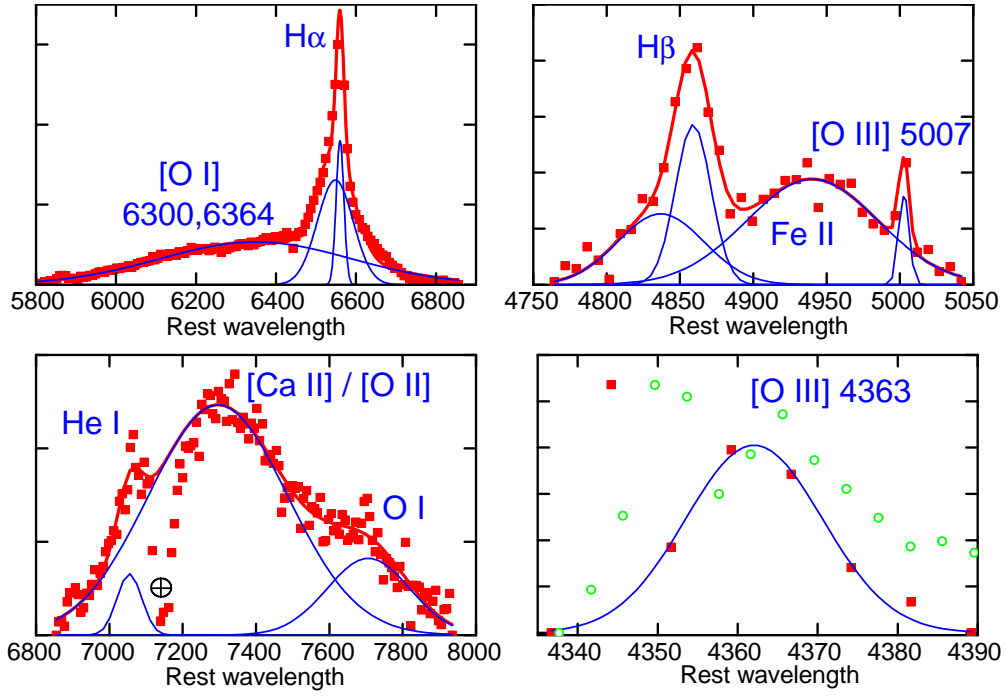 Hα
[O I]
6300,6364
5800 6000 6200 6400 6600 6800
Rest wavelength
Hβ
[O III] 5007
Fe II
4750 4800 4850 4900 4950 5000 5050
Rest wavelength
[Ca II] / [O II]
He I
O I
⊕
6800 7000 7200 7400 7600 7800 8000
Rest wavelength
[O III] 4363
4340 4350 4360 4370 4380 4390
Rest wavelength